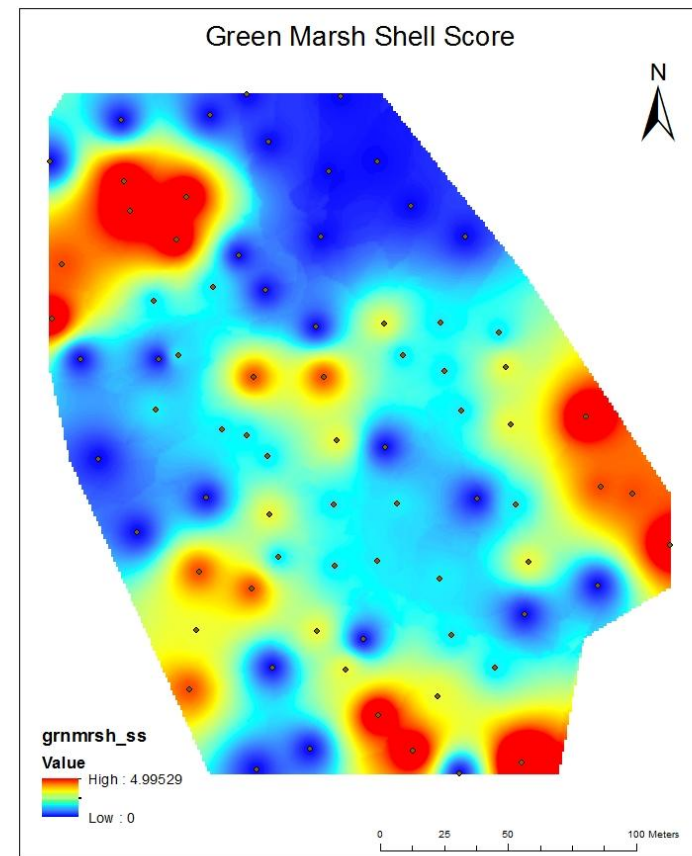 Green Marsh Shell Score
N
grnmrsh_ss
Value
High : 4.99529
Low : 0
0 25 50 100 Meters